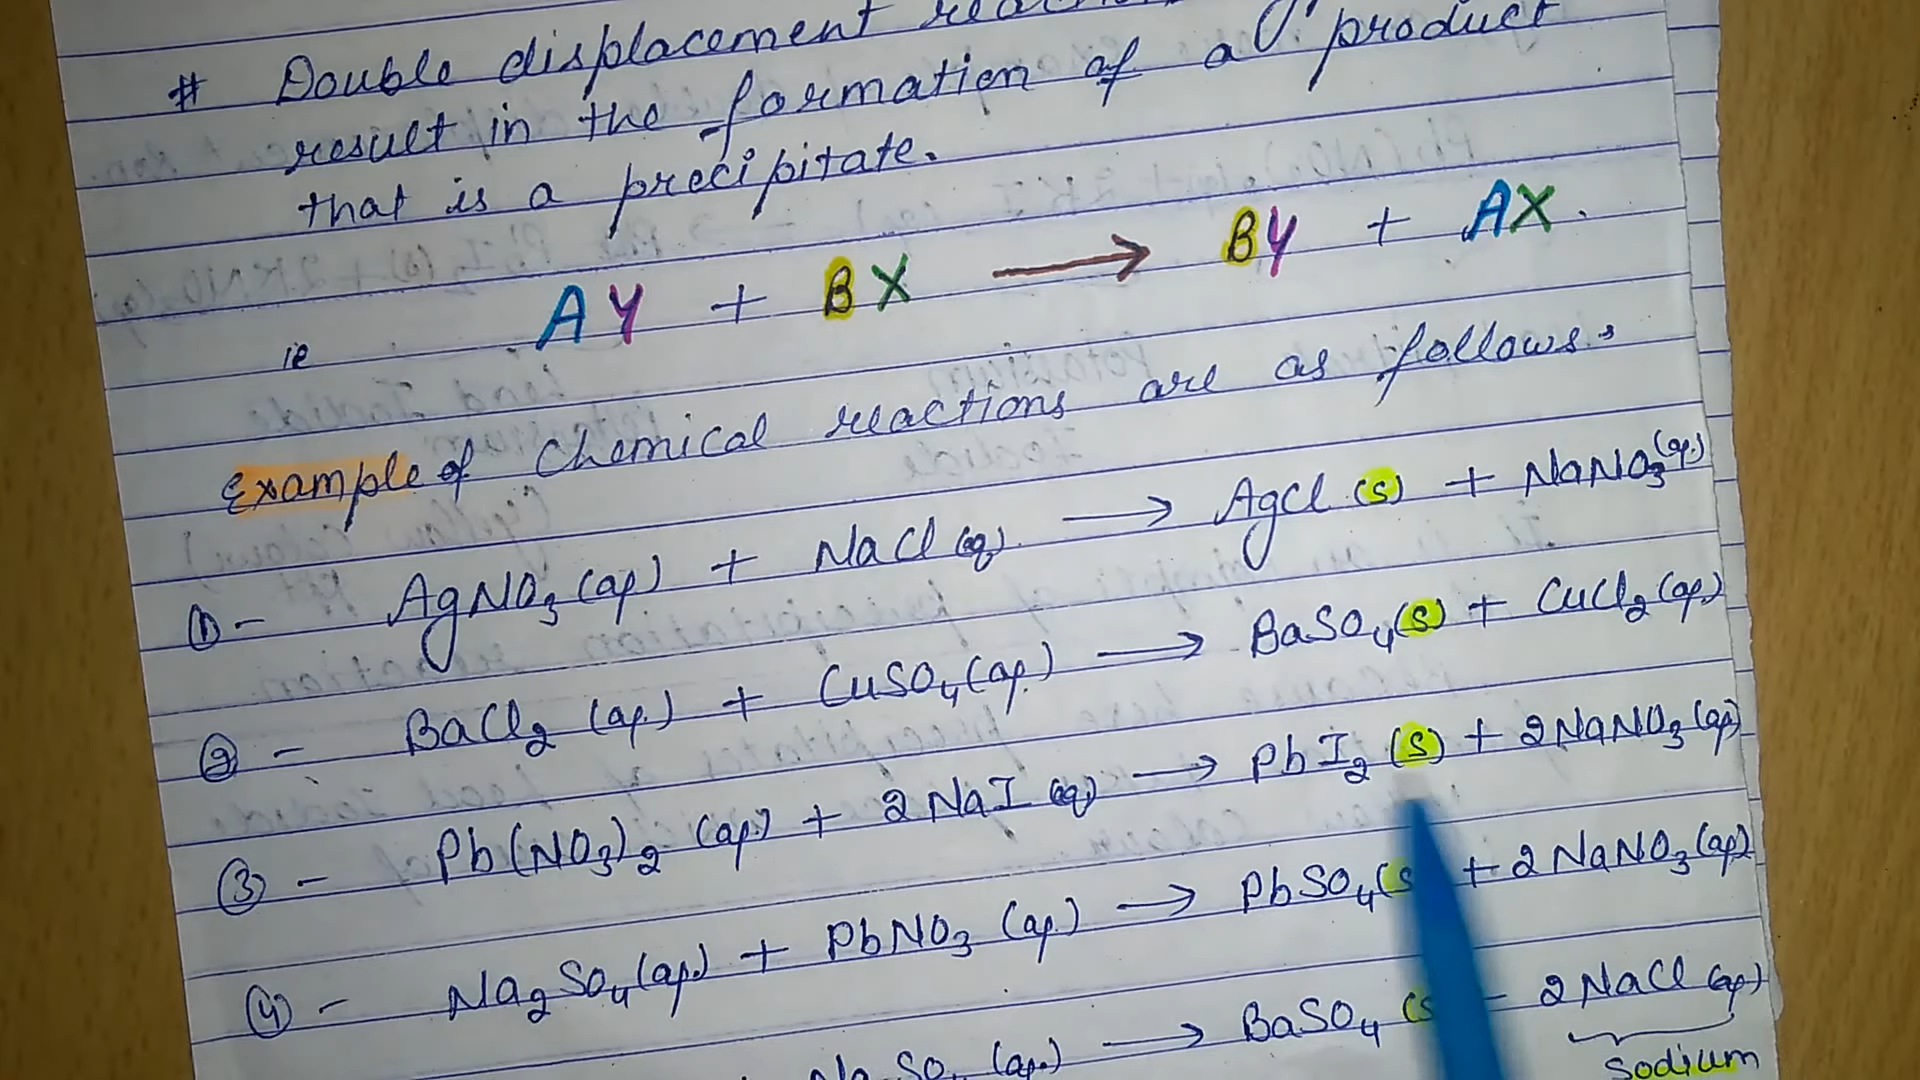 # Double displacement
result in the formation of a product
that is a precipitate.
ie AY + BX → BY + AX.
Example of Chemical reactions are as follows.
① - AgNO₃ (aq.) + NaCl (aq) → AgCl (s) + NaNO₃ (aq.)
② - BaCl₂ (aq.) + CuSO₄ (aq.) → BaSO₄ (s) + CuCl₂ (aq.)
③ - Pb(NO₃)₂ (aq.) + 2NaI (aq) → PbI₂ (s) + 2NaNO₃ (aq)
④ - Na₂SO₄ (aq.) + PbNO₃ (aq.) → PbSO₄ (s + 2NaNO₃ (aq)
(aq.) → BaSO₄ (s 2NaCl (aq)
Sodium